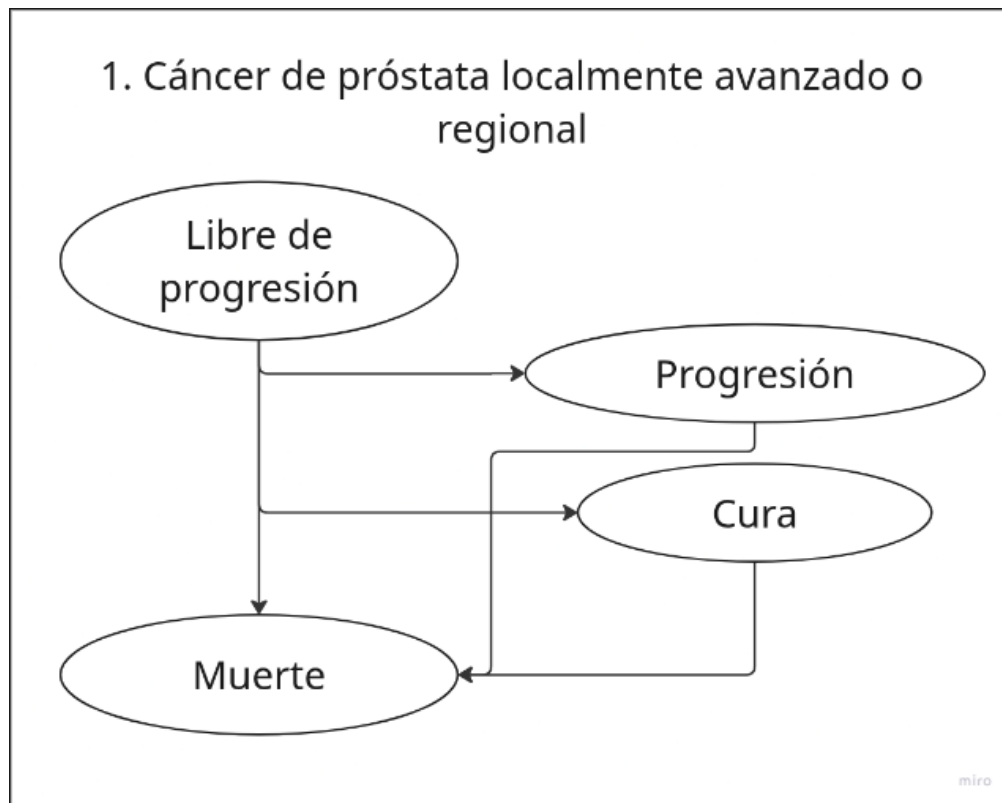 1. Cáncer de próstata localmente avanzado o
regional
Libre de
progresión
Progresión
Cura
Muerte
miro